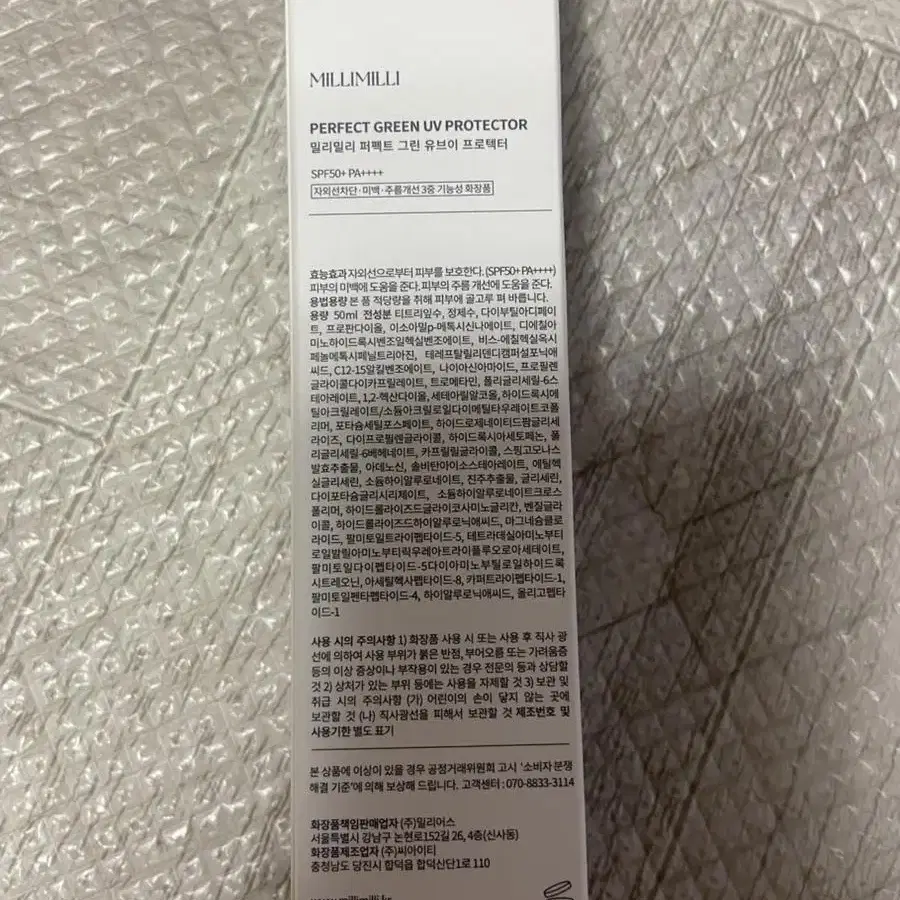 MILLIMILLI
PERFECT GREEN UV PROTECTOR
밀리밀리 퍼펙트 그린 유브이 프로텍터
SPF50+ PA++++
자외선차단·미백·주름개선 3중 기능성 화장품
효능효과 자외선으로부터 피부를 보호한다. (SPF50+ PA++++)
피부의 미백에 도움을 준다. 피부의 주름 개선에 도움을 준다.
용법용량 본 품 적당량을 취해 피부에 골고루 펴 바릅니다.
용량 50ml 전성분 티트리잎수, 정제수, 다이부틸아디페이
트, 프로판다이올, 이소아밀p-메톡시신나메이트, 디에칠아
미노하이드록시벤조일헥실벤조에이트, 비스-에칠헥실옥시
페놀메톡시페닐트리아진, 테레프탈릴리덴디캠퍼설포닉애
씨드, C12-15알킬벤조에이트, 나이아신아마이드, 프로필렌
글라이콜다이카프릴레이트, 트로메타민, 폴리글리세릴-6스
테아레이트, 1,2-헥산다이올, 세테아릴알코올, 하이드록시에
틸아크릴레이트/소듐아크릴로일다이메틸타우레이트코폴
리머, 포타슘세틸포스페이트, 하이드로제네이티드팜글리세
라이즈, 다이프로필렌글라이콜, 하이드록시아세토페논, 폴
리글리세릴-6베헤네이트, 카프릴릴글라이콜, 스핑고모나스
발효추출물, 아데노신, 솔비탄아이소스테아레이트, 에틸헥
실글리세린, 소듐하이알루로네이트, 진주추출물, 글리세린,
다이포타슘글리시리제이트, 소듐하이알루로네이트크로스
폴리머, 하이드롤라이즈드글라이코사미노글리칸, 벤질글라
이콜, 하이드롤라이즈드하이알루로닉애씨드, 마그네슘클로
라이드, 팔미토일트라이펩타이드-5, 테트라데실아미노부티
로일발릴아미노부티릭우레아트라이플루오로아세테이트,
팔미토일다이펩타이드-5다이아미노부틸로일하이드록
시트레오닌, 아세틸헥사펩타이드-8, 카퍼트라이펩타이드-1,
팔미토일펜타펩타이드-4, 하이알루로닉애씨드, 올리고펩타
이드-1
사용 시의 주의사항 1) 화장품 사용 시 또는 사용 후 직사 광
선에 의하여 사용 부위가 붉은 반점, 부어오름 또는 가려움증
등의 이상 증상이나 부작용이 있는 경우 전문의 등과 상담할
것 2) 상처가 있는 부위 등에는 사용을 자제할 것 3) 보관 및
취급 시의 주의사항 (가) 어린이의 손이 닿지 않는 곳에
보관할 것 (나) 직사광선을 피해서 보관할 것 제조번호 및
사용기한 별도 표기
본 상품에 이상이 있을 경우 공정거래위원회 고시 '소비자 분쟁
해결 기준'에 의해 보상해 드립니다. 고객센터 : 070-8833-3114
화장품책임판매업자 (주)밀리어스
서울특별시 강남구 논현로152길 26, 4층(신사동)
화장품제조업자 (주)씨아이티
충청남도 당진시 합덕읍 합덕산단1로 110
www.millimilli.kr